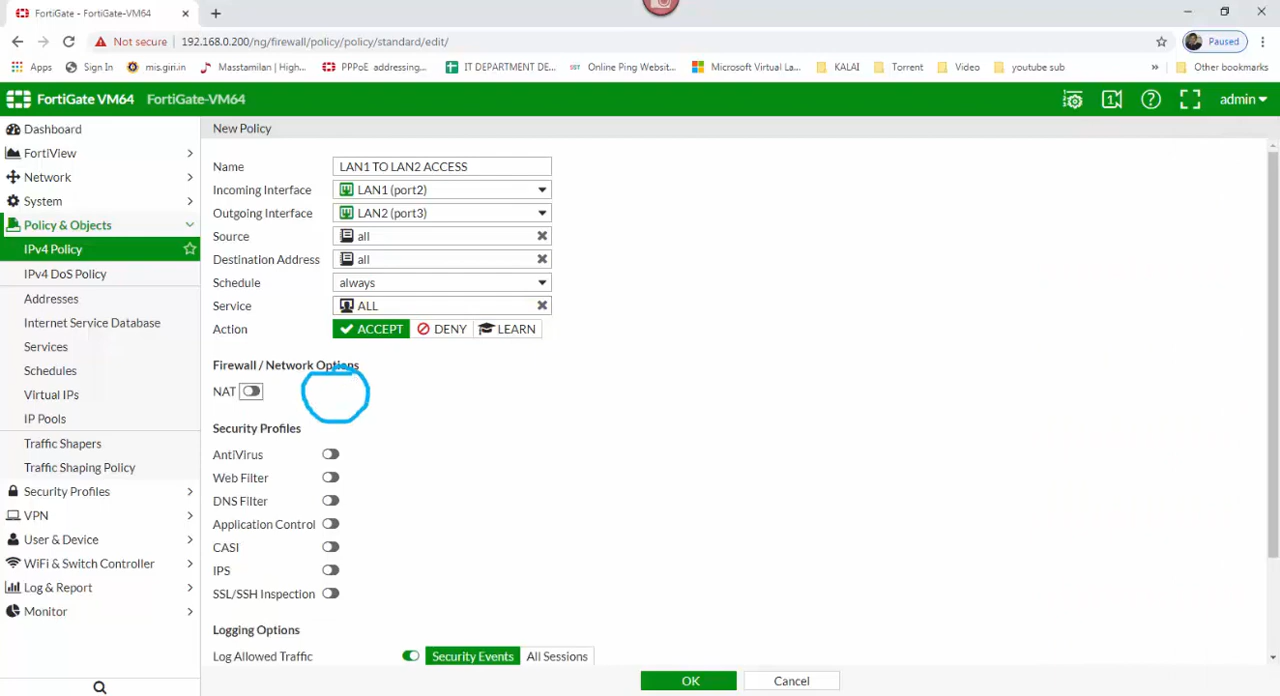 FortiGate - FortiGate-VM64
Not secure 192.168.0.200/ng/firewall/policy/policy/standard/edit/ Paused
Apps Sign In mis.giri.in Masstamilan | High... PPPoE addressing... IT DEPARTMENT DE... Online Ping Websit... Microsoft Virtual La... KALAI Torrent Video youtube sub » Other bookmarks
FortiGate VM64 FortiGate-VM64 admin
Dashboard
FortiView
Network
System
Policy & Objects
IPv4 Policy
IPv4 DoS Policy
Addresses
Internet Service Database
Services
Schedules
Virtual IPs
IP Pools
Traffic Shapers
Traffic Shaping Policy
Security Profiles
VPN
User & Device
WiFi & Switch Controller
Log & Report
Monitor
New Policy
Name LAN1 TO LAN2 ACCESS
Incoming Interface LAN1 (port2)
Outgoing Interface LAN2 (port3)
Source all
Destination Address all
Schedule always
Service ALL
Action ACCEPT DENY LEARN
Firewall / Network Options
NAT
Security Profiles
AntiVirus
Web Filter
DNS Filter
Application Control
CASI
IPS
SSL/SSH Inspection
Logging Options
Log Allowed Traffic Security Events All Sessions
OK Cancel